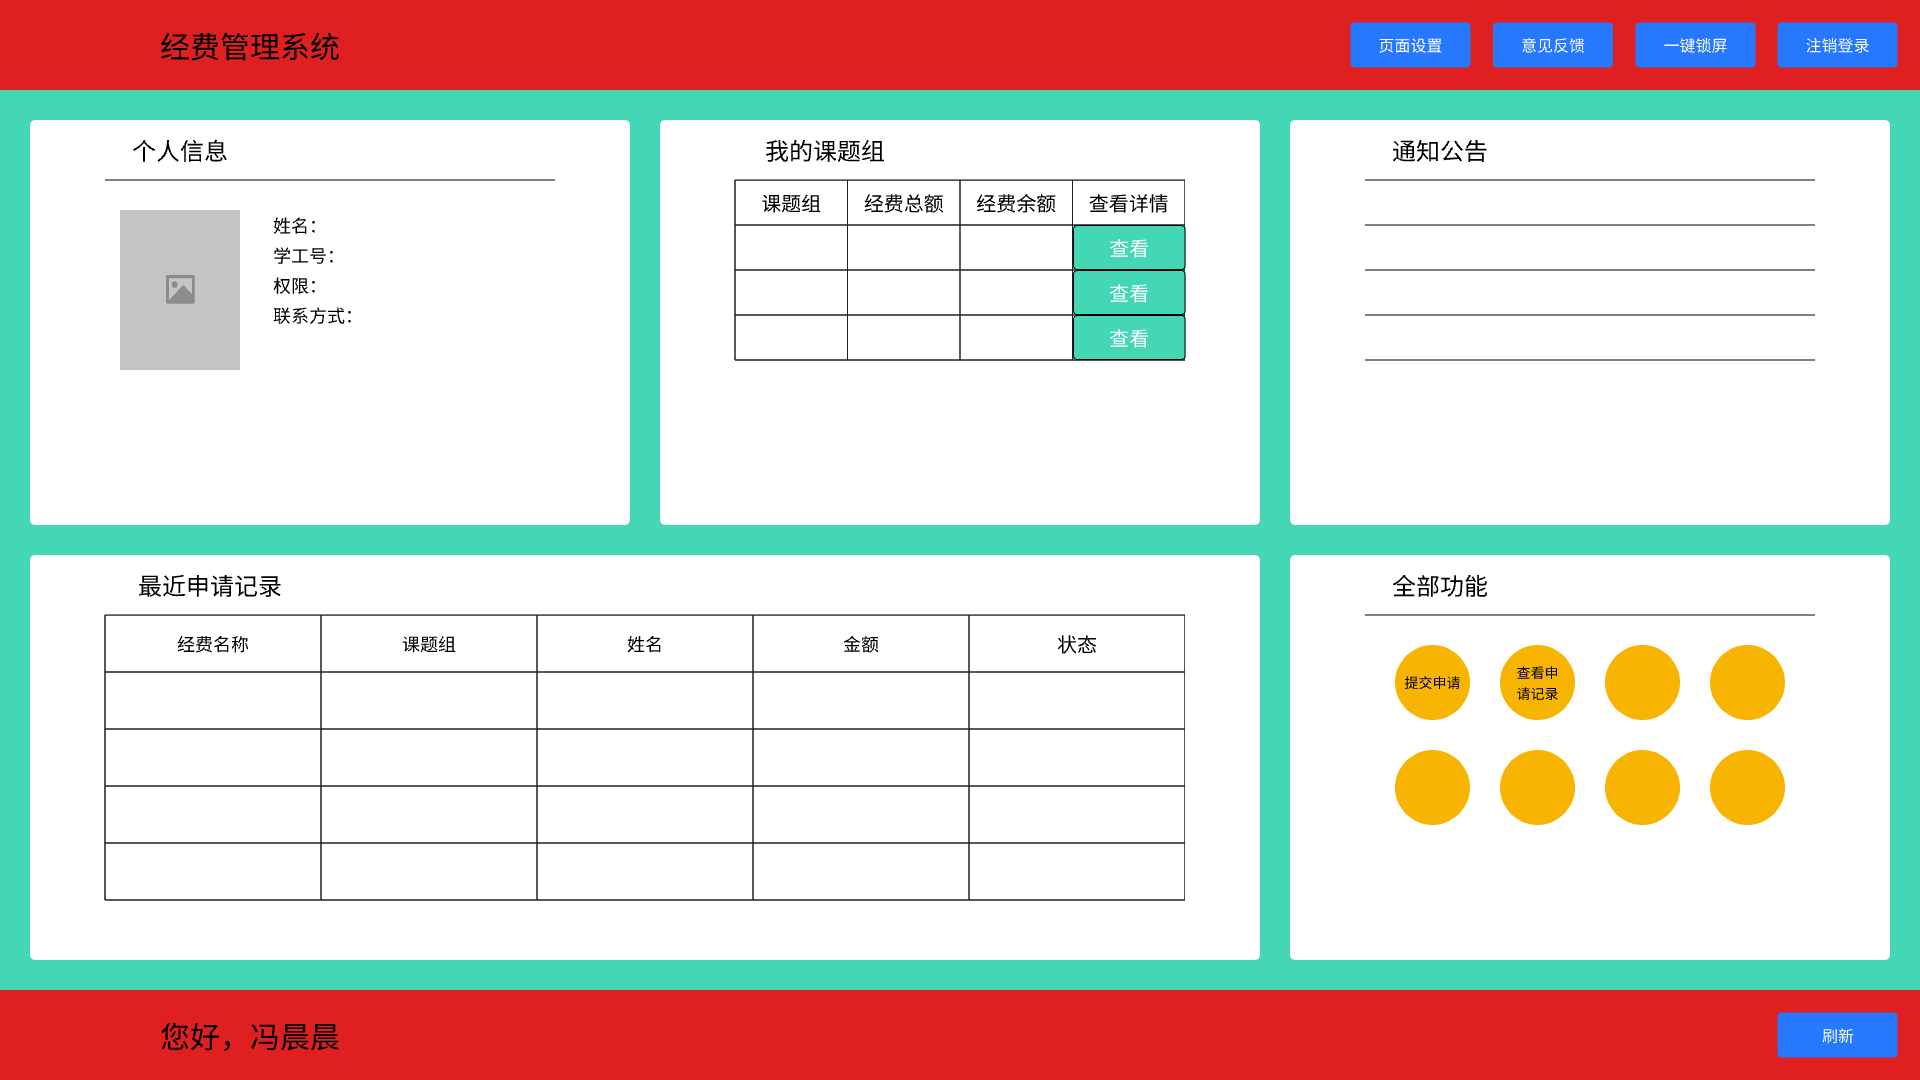 经费管理系统
页面设置
意见反馈
一键锁屏
注销登录
个人信息
姓名：
学工号：
权限：
联系方式：
我的课题组
课题组 经费总额 经费余额 查看详情
查看
查看
查看
通知公告
最近申请记录
经费名称 课题组 姓名 金额 状态
全部功能
提交申请
查看申
请记录
您好，冯晨晨
刷新